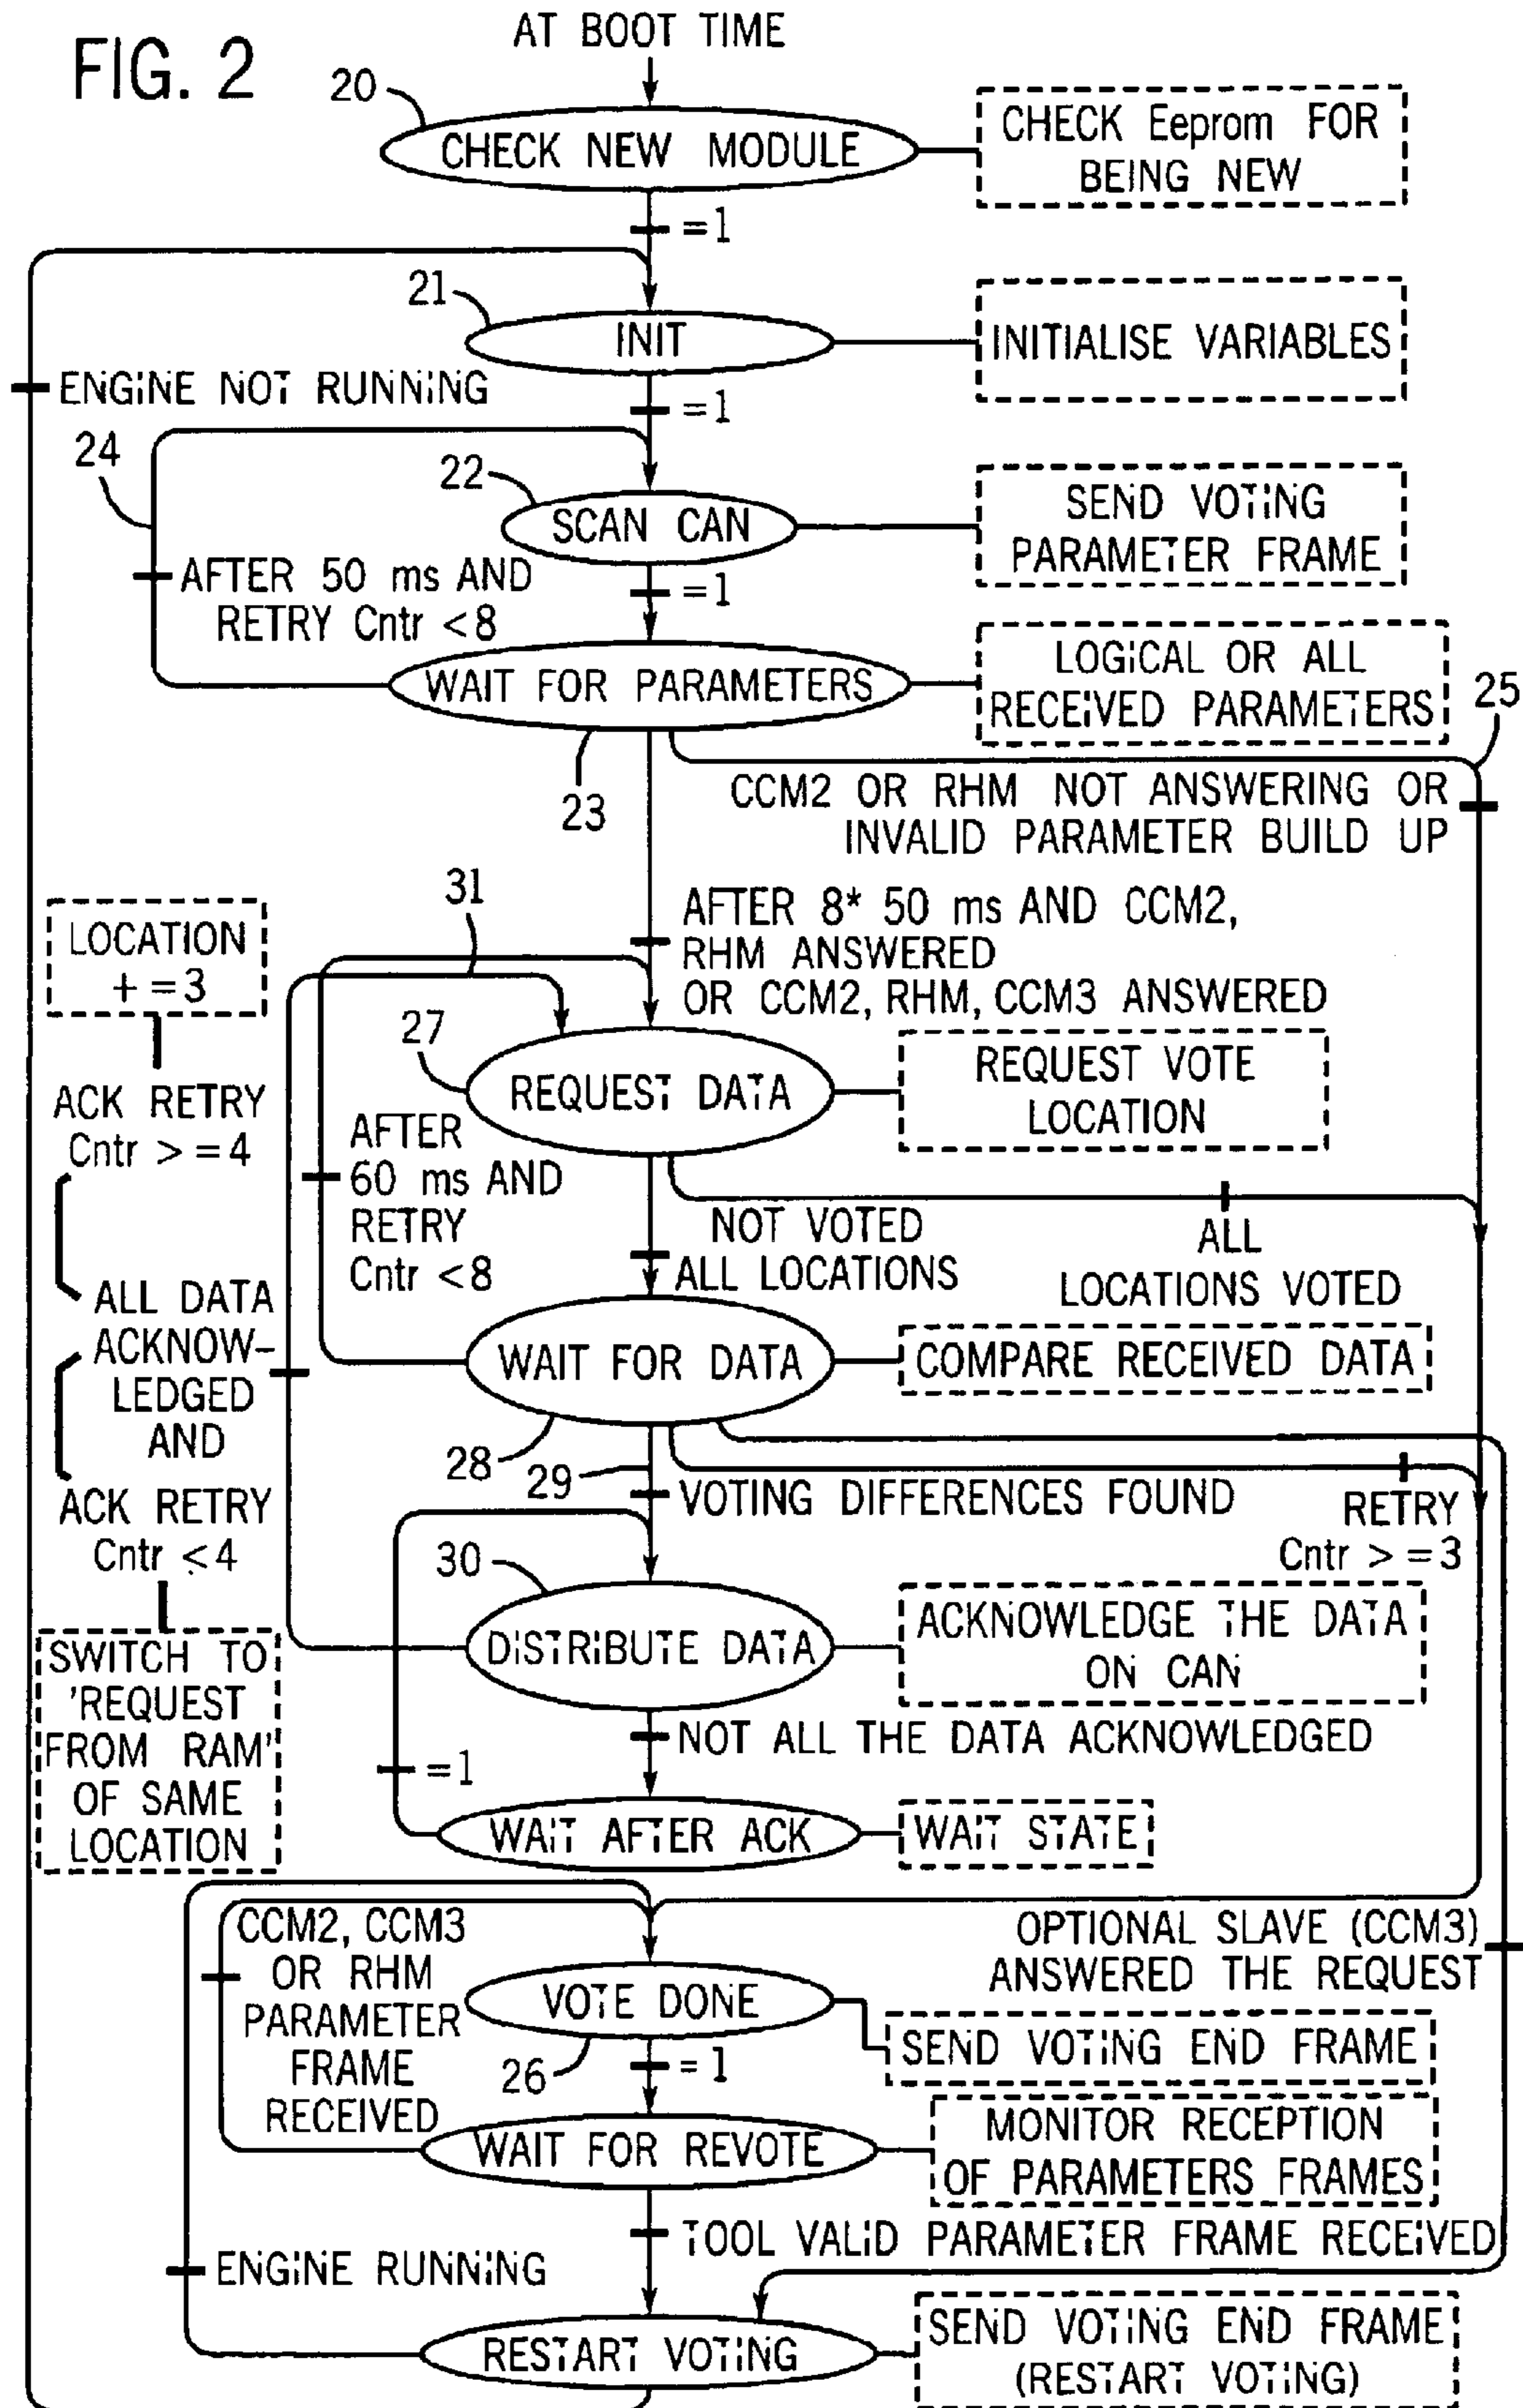 FIG. 2
AT BOOT TIME
20
CHECK NEW MODULE
CHECK Eeprom FOR
BEING NEW
=1
21
INIT
INITIALISE VARIABLES
ENGINE NOT RUNNING
=1
24
22
SCAN CAN
SEND VOTING
PARAMETER FRAME
AFTER 50 ms AND
RETRY Cntr <8
=1
WAIT FOR PARAMETERS
LOGICAL OR ALL
RECEIVED PARAMETERS
25
23
CCM2 OR RHM NOT ANSWERING OR
INVALID PARAMETER BUILD UP
31
AFTER 8* 50 ms AND CCM2,
RHM ANSWERED
OR CCM2, RHM, CCM3 ANSWERED
LOCATION
+ =3
27
REQUEST DATA
REQUEST VOTE
LOCATION
ACK RETRY
Cntr > =4
AFTER
60 ms AND
RETRY
Cntr <8
NOT VOTED
ALL LOCATIONS
ALL
LOCATIONS VOTED
ALL DATA
ACKNOW-
LEDGED
AND
WAIT FOR DATA
COMPARE RECEIVED DATA
28
29
VOTING DIFFERENCES FOUND
RETRY
Cntr > =3
ACK RETRY
Cntr <4
30
DISTRIBUTE DATA
ACKNOWLEDGE THE DATA
ON CAN
SWITCH TO
'REQUEST
FROM RAM'
OF SAME
LOCATION
NOT ALL THE DATA ACKNOWLEDGED
=1
WAIT AFTER ACK
WAIT STATE
CCM2, CCM3
OR RHM
PARAMETER
FRAME
RECEIVED
OPTIONAL SLAVE (CCM3)
ANSWERED THE REQUEST
VOTE DONE
SEND VOTING END FRAME
26
=1
WAIT FOR REVOTE
MONITOR RECEPTION
OF PARAMETERS FRAMES
TOOL VALID PARAMETER FRAME RECEIVED
ENGINE RUNNING
RESTART VOTING
SEND VOTING END FRAME
(RESTART VOTING)